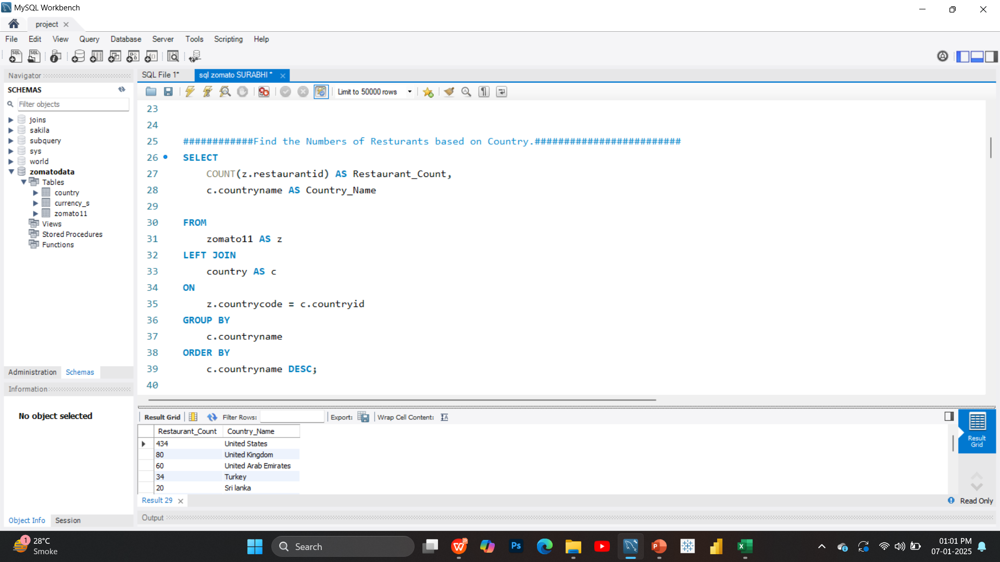 MySQL Workbench
project
File Edit View Query Database Server Tools Scripting Help
Navigator
SCHEMAS
Filter objects
joins
sakila
subquery
sys
world
zomatodata
Tables
country
currency_s
zomato11
Views
Stored Procedures
Functions
Administration Schemas
Information
No object selected
Object Info Session
SQL File 1* sql zomato SURABHI*
Limit to 50000 rows
23
24
25 ############Find the Numbers of Resturants based on Country.#########################
26 SELECT
27 COUNT(z.restaurantid) AS Restaurant_Count,
28 c.countryname AS Country_Name
29
30 FROM
31 zomato11 AS z
32 LEFT JOIN
33 country AS c
34 ON
35 z.countrycode = c.countryid
36 GROUP BY
37 c.countryname
38 ORDER BY
39 c.countryname DESC;
40
Result Grid Filter Rows: Export: Wrap Cell Content:
Restaurant_Count Country_Name
434 United States
80 United Kingdom
60 United Arab Emirates
34 Turkey
20 Sri lanka
Result Grid
Result 29
Read Only
Output
1
28°C
Smoke
Search
Ps
01:01 PM
07-01-2025